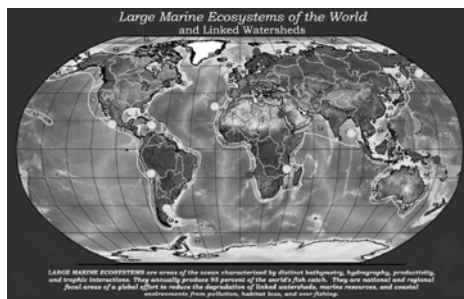 Large Marine Ecosystems of the World
and Linked Watersheds
LARGE MARINE ECOSYSTEMS are areas of the ocean characterized by distinct bathymetry, hydrography, productivity,
and trophic interactions. They annually produce 95 percent of the world's fish catch. They are national and regional
focal areas of a global effort to reduce the degradation of linked watersheds, marine resources, and coastal
environments from pollution, habitat loss, and over-fishing.